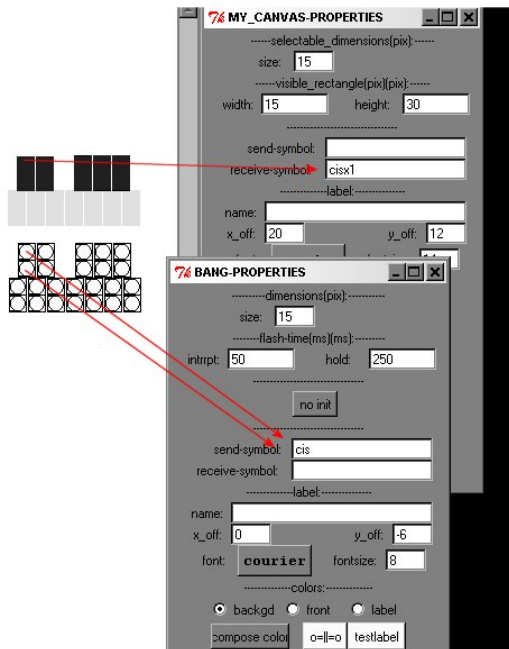 MY_CANVAS-PROPERTIES
------selectable_dimensions(pix):------
size: 15
------visible_rectangle(pix)(pix):------
width: 15 height: 30
send-symbol:
receive-symbol: cisx1
label:
name:
x_off: 20 y_off: 12
BANG-PROPERTIES
dimensions(pix):
size: 15
flash-time(ms)(ms):
intrrpt: 50 hold: 250
no init
send-symbol: cis
receive-symbol:
label:
name:
x_off: 0 y_off: -6
font: courier fontsize: 8
colors:
backgd front label
compose color o=||=o testlabel